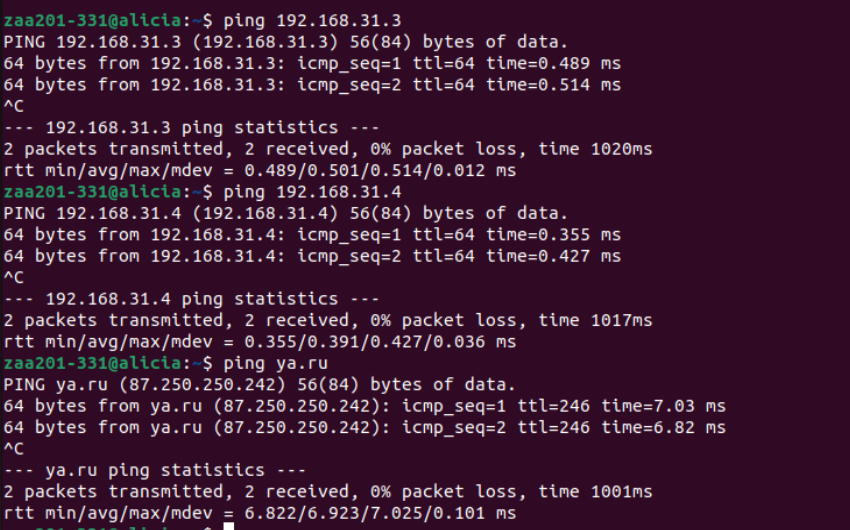 zaa201-331@alicia:~$ ping 192.168.31.3
PING 192.168.31.3 (192.168.31.3) 56(84) bytes of data.
64 bytes from 192.168.31.3: icmp_seq=1 ttl=64 time=0.489 ms
64 bytes from 192.168.31.3: icmp_seq=2 ttl=64 time=0.514 ms
^C
--- 192.168.31.3 ping statistics ---
2 packets transmitted, 2 received, 0% packet loss, time 1020ms
rtt min/avg/max/mdev = 0.489/0.501/0.514/0.012 ms
zaa201-331@alicia:~$ ping 192.168.31.4
PING 192.168.31.4 (192.168.31.4) 56(84) bytes of data.
64 bytes from 192.168.31.4: icmp_seq=1 ttl=64 time=0.355 ms
64 bytes from 192.168.31.4: icmp_seq=2 ttl=64 time=0.427 ms
^C
--- 192.168.31.4 ping statistics ---
2 packets transmitted, 2 received, 0% packet loss, time 1017ms
rtt min/avg/max/mdev = 0.355/0.391/0.427/0.036 ms
zaa201-331@alicia:~$ ping ya.ru
PING ya.ru (87.250.250.242) 56(84) bytes of data.
64 bytes from ya.ru (87.250.250.242): icmp_seq=1 ttl=246 time=7.03 ms
64 bytes from ya.ru (87.250.250.242): icmp_seq=2 ttl=246 time=6.82 ms
^C
--- ya.ru ping statistics ---
2 packets transmitted, 2 received, 0% packet loss, time 1001ms
rtt min/avg/max/mdev = 6.822/6.923/7.025/0.101 ms